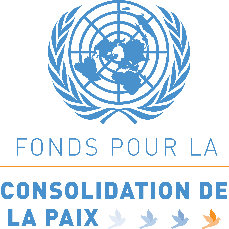 FONDS POUR LA
CONSOLIDATION DE
LA PAIX